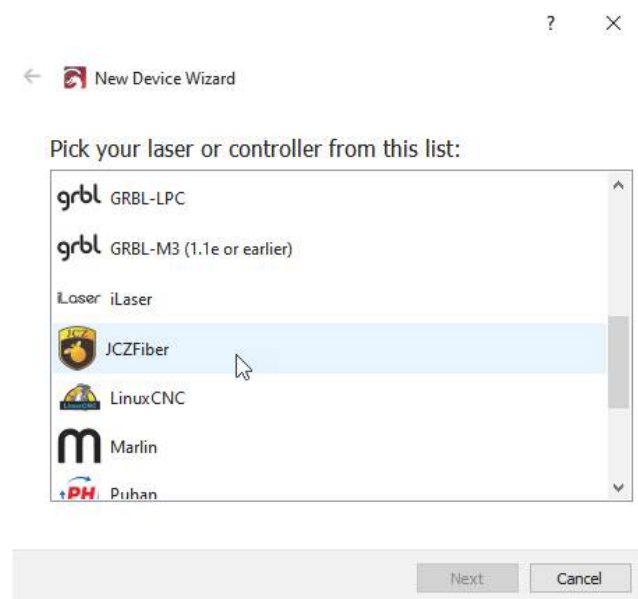 ?
New Device Wizard
Pick your laser or controller from this list:
grbl GRBL-LPC
grbl GRBL-M3 (1.1e or earlier)
iLaser iLaser
JCZ JCZFiber
LinuxCNC LinuxCNC
m Marlin
tPH Puhan
Next Cancel